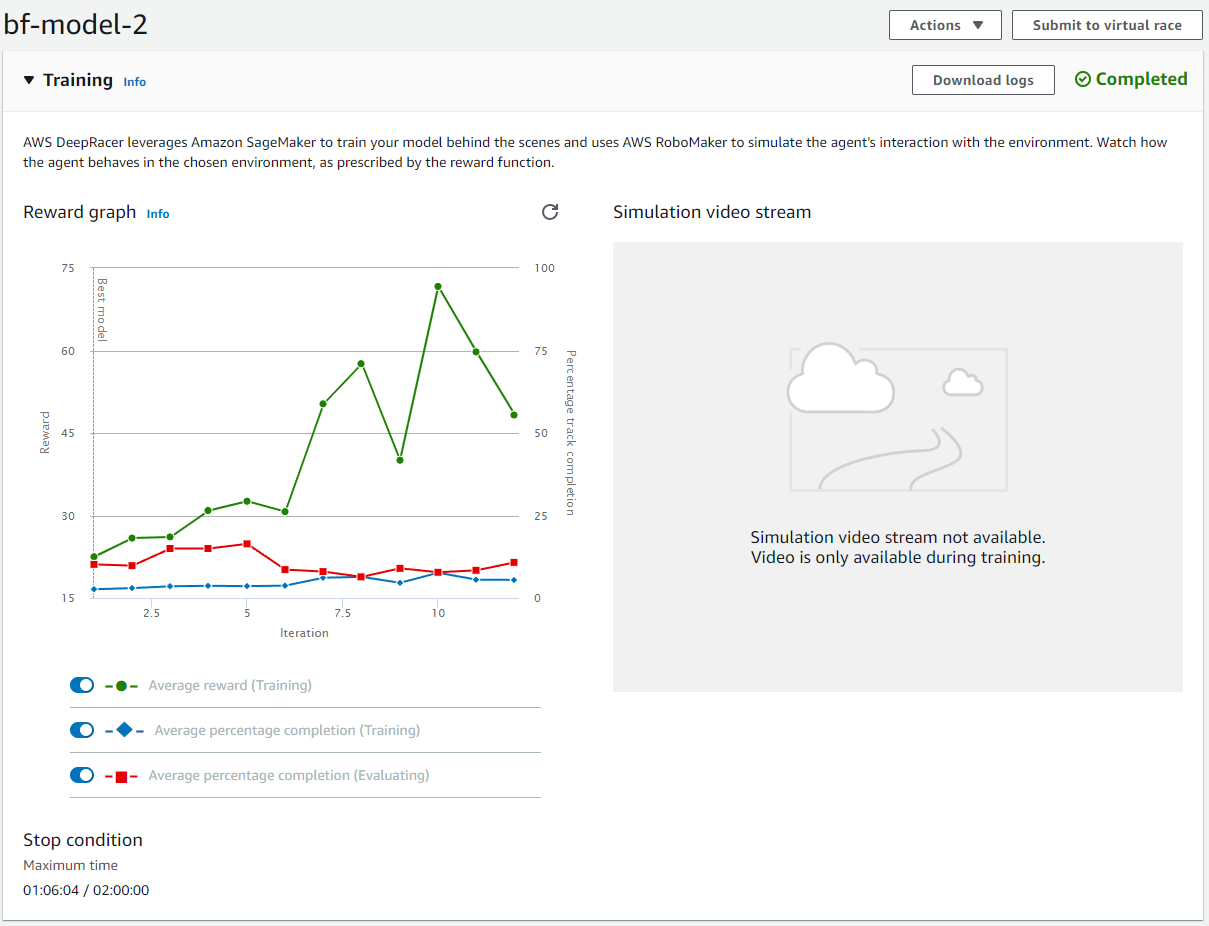 bf-model-2
Actions
Submit to virtual race
Training Info
Download logs
Completed
AWS DeepRacer leverages Amazon SageMaker to train your model behind the scenes and uses AWS RoboMaker to simulate the agent's interaction with the environment. Watch how
the agent behaves in the chosen environment, as prescribed by the reward function.
Reward graph Info
75
60
45
30
15
Reward
Best model
100
75
50
25
0
Percentage track completion
2.5 5 7.5 10
Iteration
Average reward (Training)
Average percentage completion (Training)
Average percentage completion (Evaluating)
Simulation video stream
Simulation video stream not available.
Video is only available during training.
Stop condition
Maximum time
01:06:04 / 02:00:00